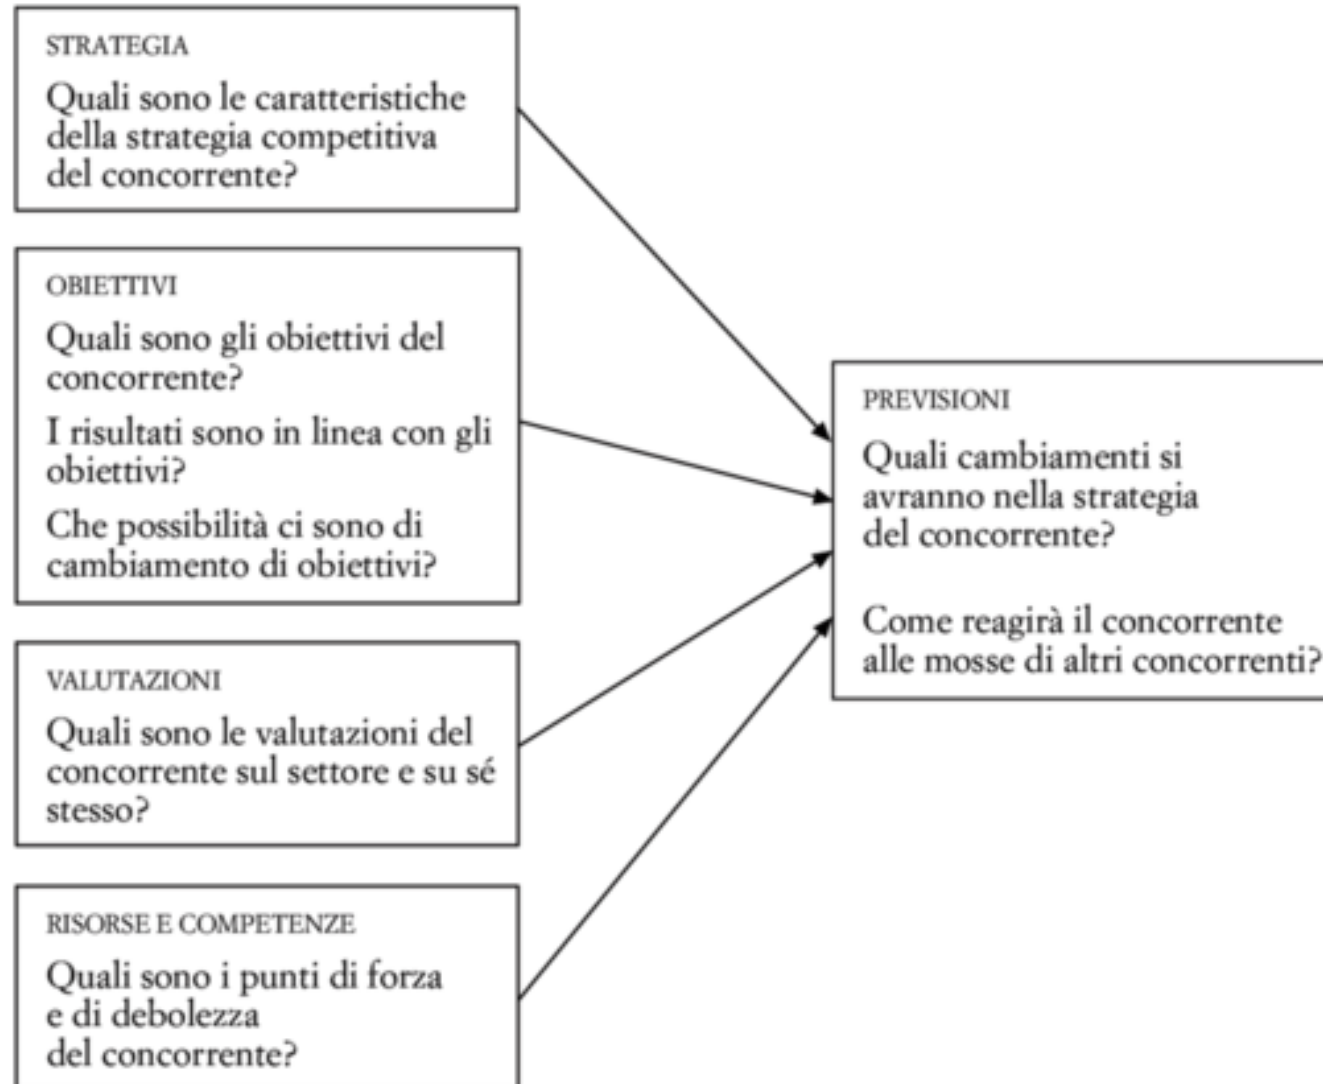 STRATEGIA
Quali sono le caratteristiche
della strategia competitiva
del concorrente?
OBIETTIVI
Quali sono gli obiettivi del
concorrente?
I risultati sono in linea con gli
obiettivi?
Che possibilità ci sono di
cambiamento di obiettivi?
VALUTAZIONI
Quali sono le valutazioni del
concorrente sul settore e su sé
stesso?
RISORSE E COMPETENZE
Quali sono i punti di forza
e di debolezza
del concorrente?
PREVISIONI
Quali cambiamenti si
avranno nella strategia
del concorrente?
Come reagirà il concorrente
alle mosse di altri concorrenti?